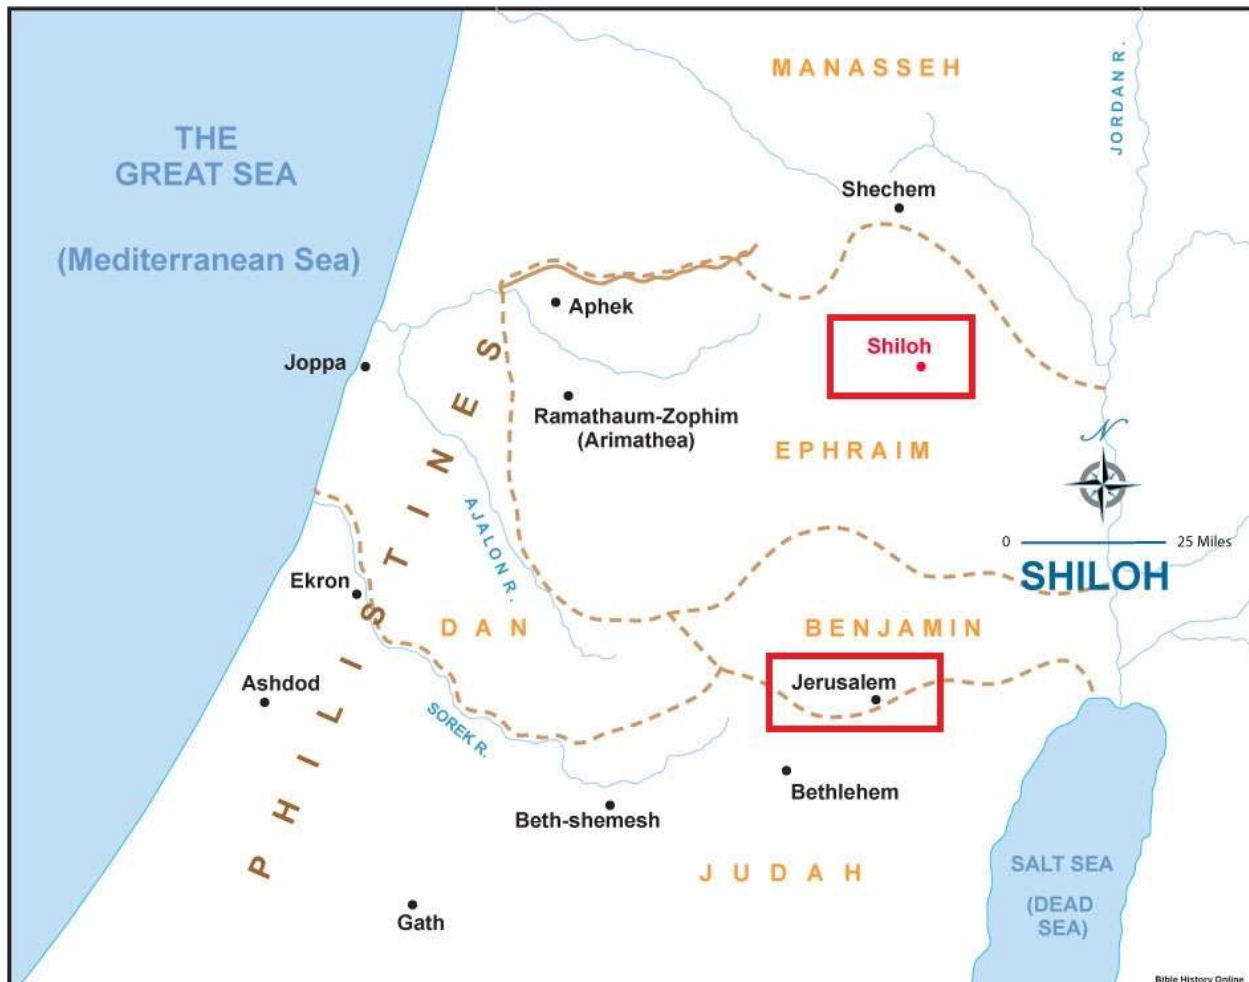 MANASSEH
JORDAN R.
THE
GREAT SEA
(Mediterranean Sea)
Shechem
Aphek
Shiloh
Joppa
Ramathaum-Zophim
(Arimathea)
EPHRAIM
PHILISTINES
AJALON R.
N
0 25 Miles
SHILOH
Ekron
DAN
BENJAMIN
Ashdod
Jerusalem
SOREK R.
Bethlehem
Beth-shemesh
JUDAH
SALT SEA
(DEAD
SEA)
Gath
Bible History Online